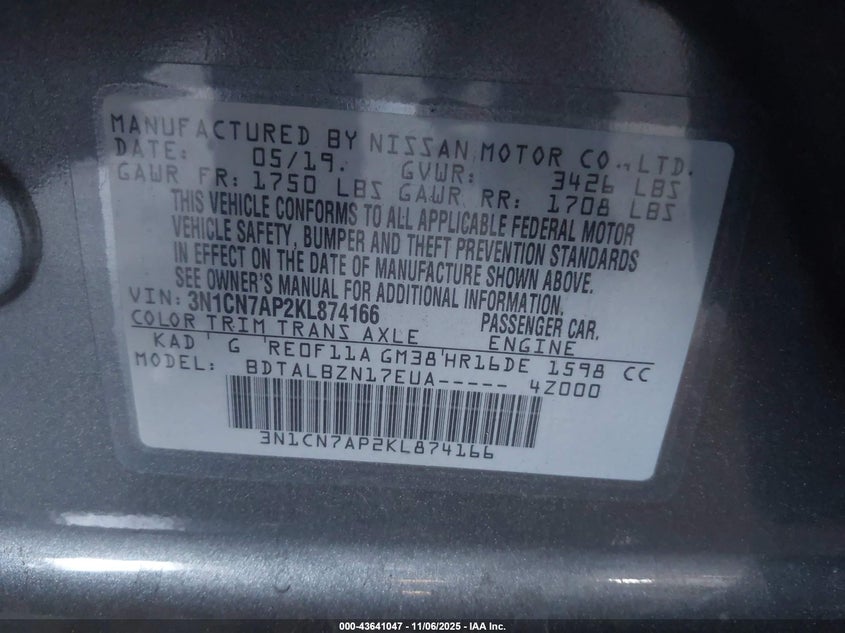 MANUFACTURED BY NISSAN MOTOR CO., LTD.
DATE: 05/19. GVWR: 3426 LBS
GAWR FR: 1750 LBS GAWR RR: 1708 LBS
THIS VEHICLE CONFORMS TO ALL APPLICABLE FEDERAL MOTOR
VEHICLE SAFETY, BUMPER AND THEFT PREVENTION STANDARDS
IN EFFECT ON THE DATE OF MANUFACTURE SHOWN ABOVE.
SEE OWNER'S MANUAL FOR ADDITIONAL INFORMATION.
VIN: 3N1CN7AP2KL874166 PASSENGER CAR.
COLOR TRIM TRANS AXLE ENGINE
KAD G RE0F11A GM38 HR16DE 1598 CC
MODEL: BDTALBZN17EUA----- 4Z000
3N1CN7AP2KL874166
000-43641047 - 11/06/2025 - IAA Inc.